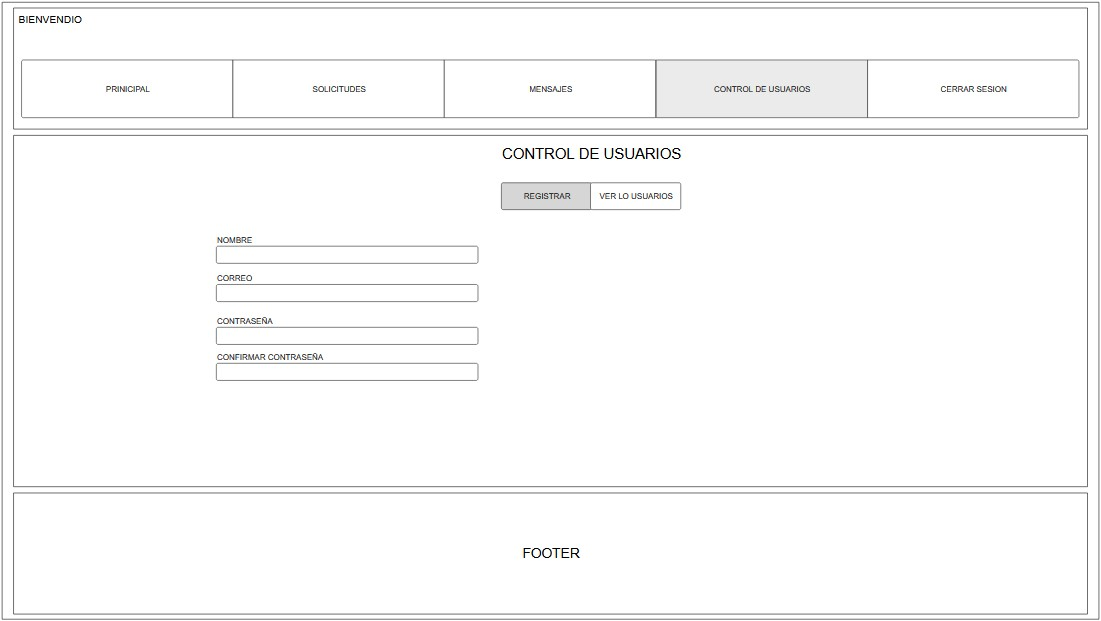 BIENVENDIO
PRINICIPAL
SOLICITUDES
MENSAJES
CONTROL DE USUARIOS
CERRAR SESION
CONTROL DE USUARIOS
REGISTRAR
VER LO USUARIOS
NOMBRE
CORREO
CONTRASEÑA
CONFIRMAR CONTRASEÑA
FOOTER